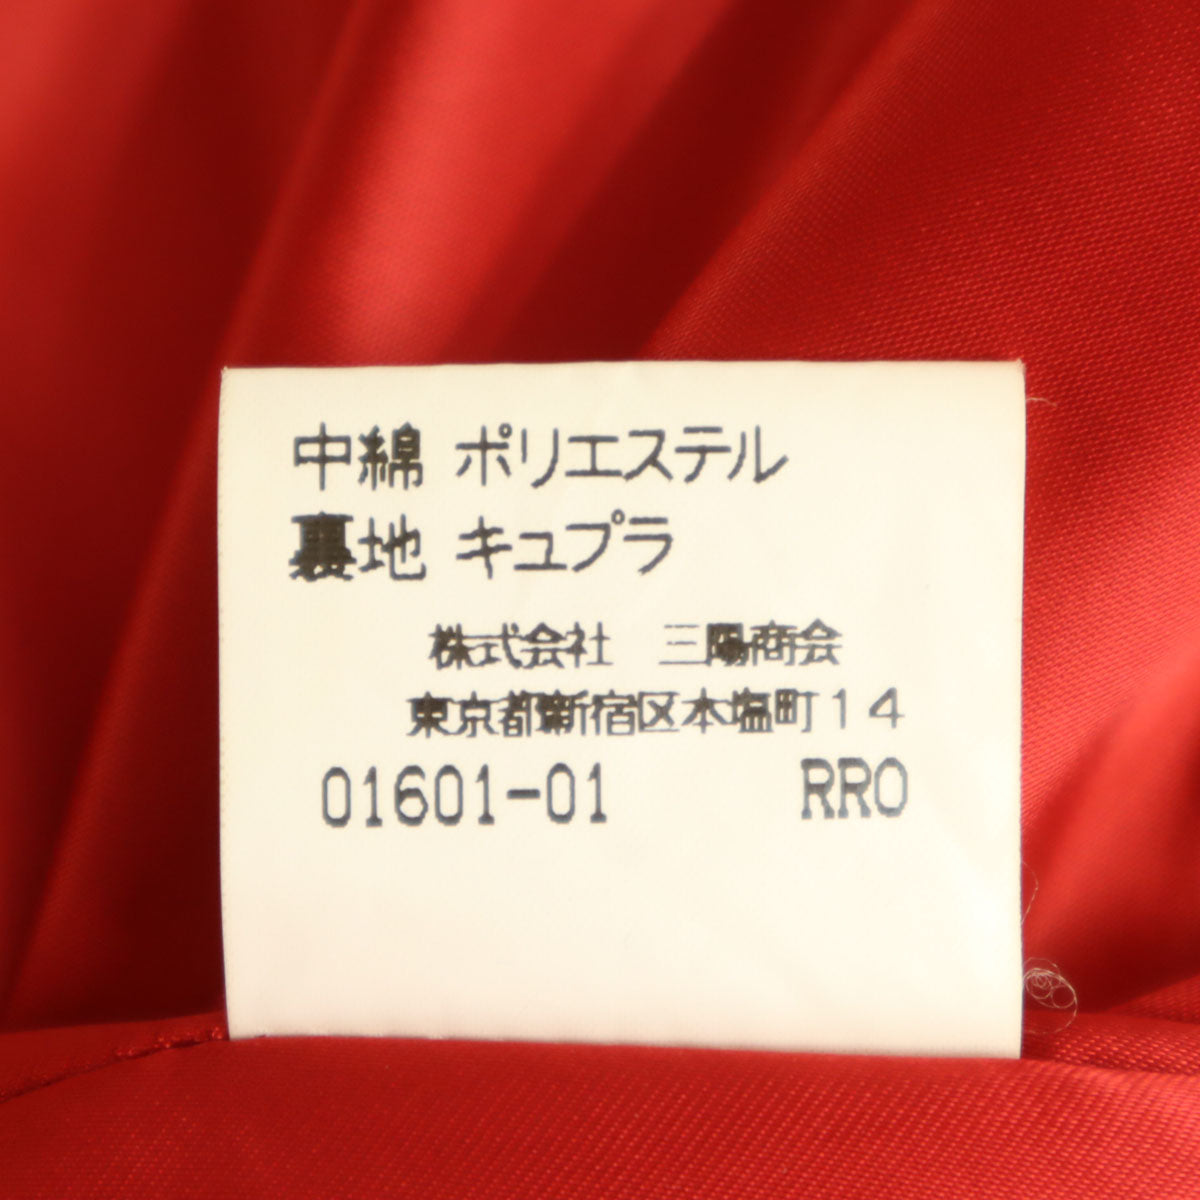 中綿 ポリエステル
裏地 キュプラ
株式会社 三陽商会
東京都新宿区本塩町14
01601-01 RRO